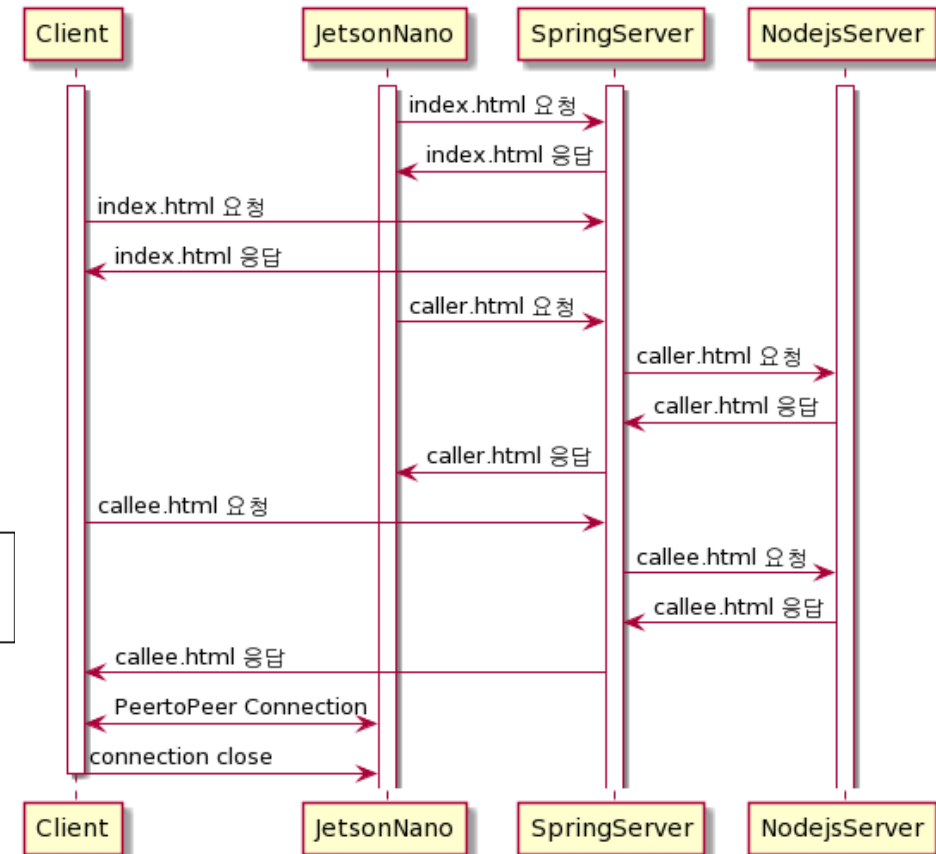 Client
JetsonNano
SpringServer
NodejsServer
index.html 요청
index.html 응답
index.html 요청
index.html 응답
caller.html 요청
caller.html 요청
caller.html 응답
caller.html 응답
callee.html 요청
callee.html 요청
callee.html 응답
callee.html 응답
PeertoPeer Connection
connection close
Client
JetsonNano
SpringServer
NodejsServer